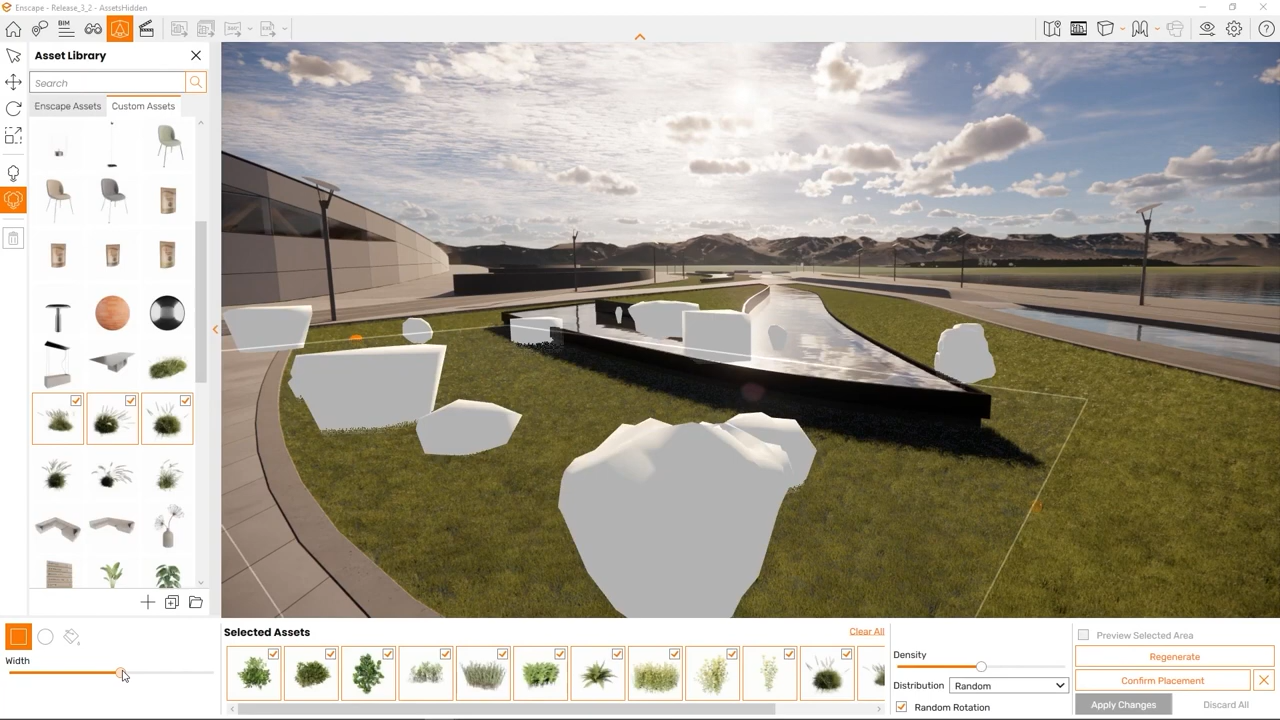 Enscape - Release_3_2 - AssetsHidden
BIM
Asset Library
Search
Enscape Assets
Custom Assets
Width
Selected Assets
Clear All
Density
Distribution
Random
Random Rotation
Preview Selected Area
Regenerate
Confirm Placement
Apply Changes
Discard All